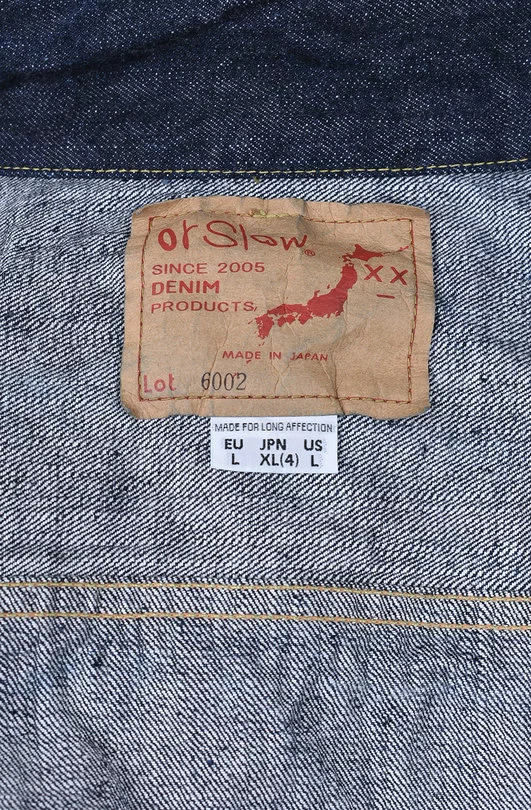 orSlow®
SINCE 2005
DENIM
PRODUCTS,
XX
MADE IN JAPAN
Lot 6002
MADE FOR LONG AFFECTION
EU JPN US
L XL(4) L